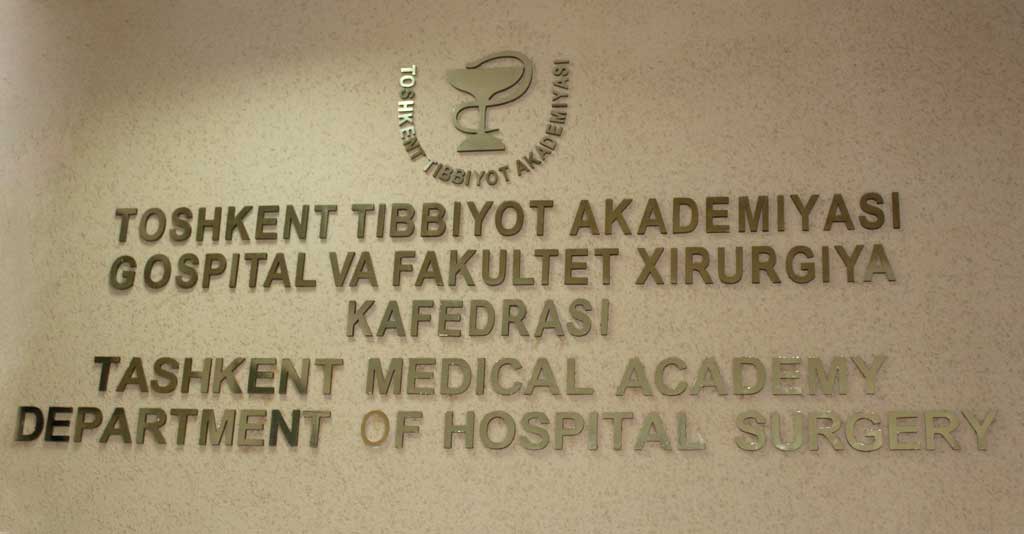 TOSHKENT TIBBIYOT AKADEMIYASI
TOSHKENT TIBBIYOT AKADEMIYASI
GOSPITAL VA FAKULTET XIRURGIYA
KAFEDRASI
TASHKENT MEDICAL ACADEMY
DEPARTMENT OF HOSPITAL SURGERY